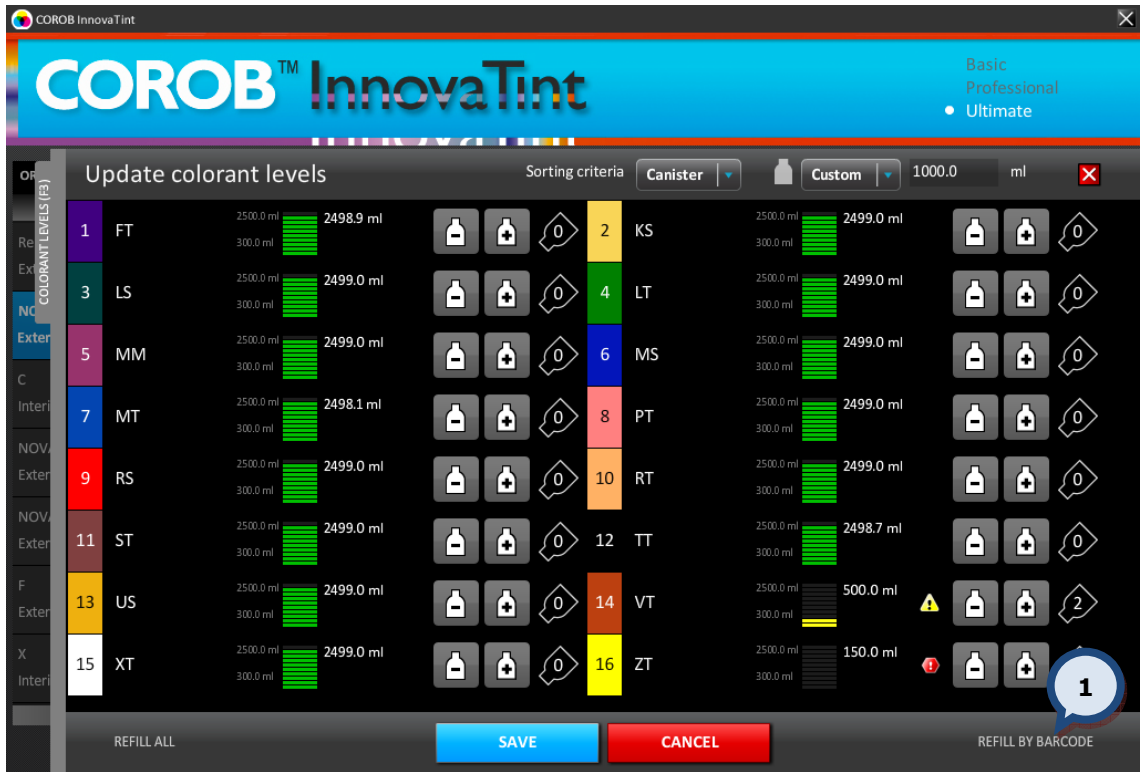 COROB InnovaTint
COROB™ InnovaTint
Basic
Professional
Ultimate
COLORANT LEVELS (F3)
Update colorant levels
Sorting criteria Canister
Custom 1000.0 ml
1 FT 2500.0 ml 300.0 ml 2498.9 ml 0
2 KS 2500.0 ml 300.0 ml 2499.0 ml 0
3 LS 2500.0 ml 300.0 ml 2499.0 ml 0
4 LT 2500.0 ml 300.0 ml 2499.0 ml 0
5 MM 2500.0 ml 300.0 ml 2499.0 ml 0
6 MS 2500.0 ml 300.0 ml 2499.0 ml 0
7 MT 2500.0 ml 300.0 ml 2498.1 ml 0
8 PT 2500.0 ml 300.0 ml 2499.0 ml 0
9 RS 2500.0 ml 300.0 ml 2499.0 ml 0
10 RT 2500.0 ml 300.0 ml 2499.0 ml 0
11 ST 2500.0 ml 300.0 ml 2499.0 ml 0
12 TT 2500.0 ml 300.0 ml 2498.7 ml 0
13 US 2500.0 ml 300.0 ml 2499.0 ml 0
14 VT 2500.0 ml 300.0 ml 500.0 ml 2
15 XT 2500.0 ml 300.0 ml 2499.0 ml 0
16 ZT 2500.0 ml 300.0 ml 150.0 ml
1
REFILL ALL
SAVE
CANCEL
REFILL BY BARCODE